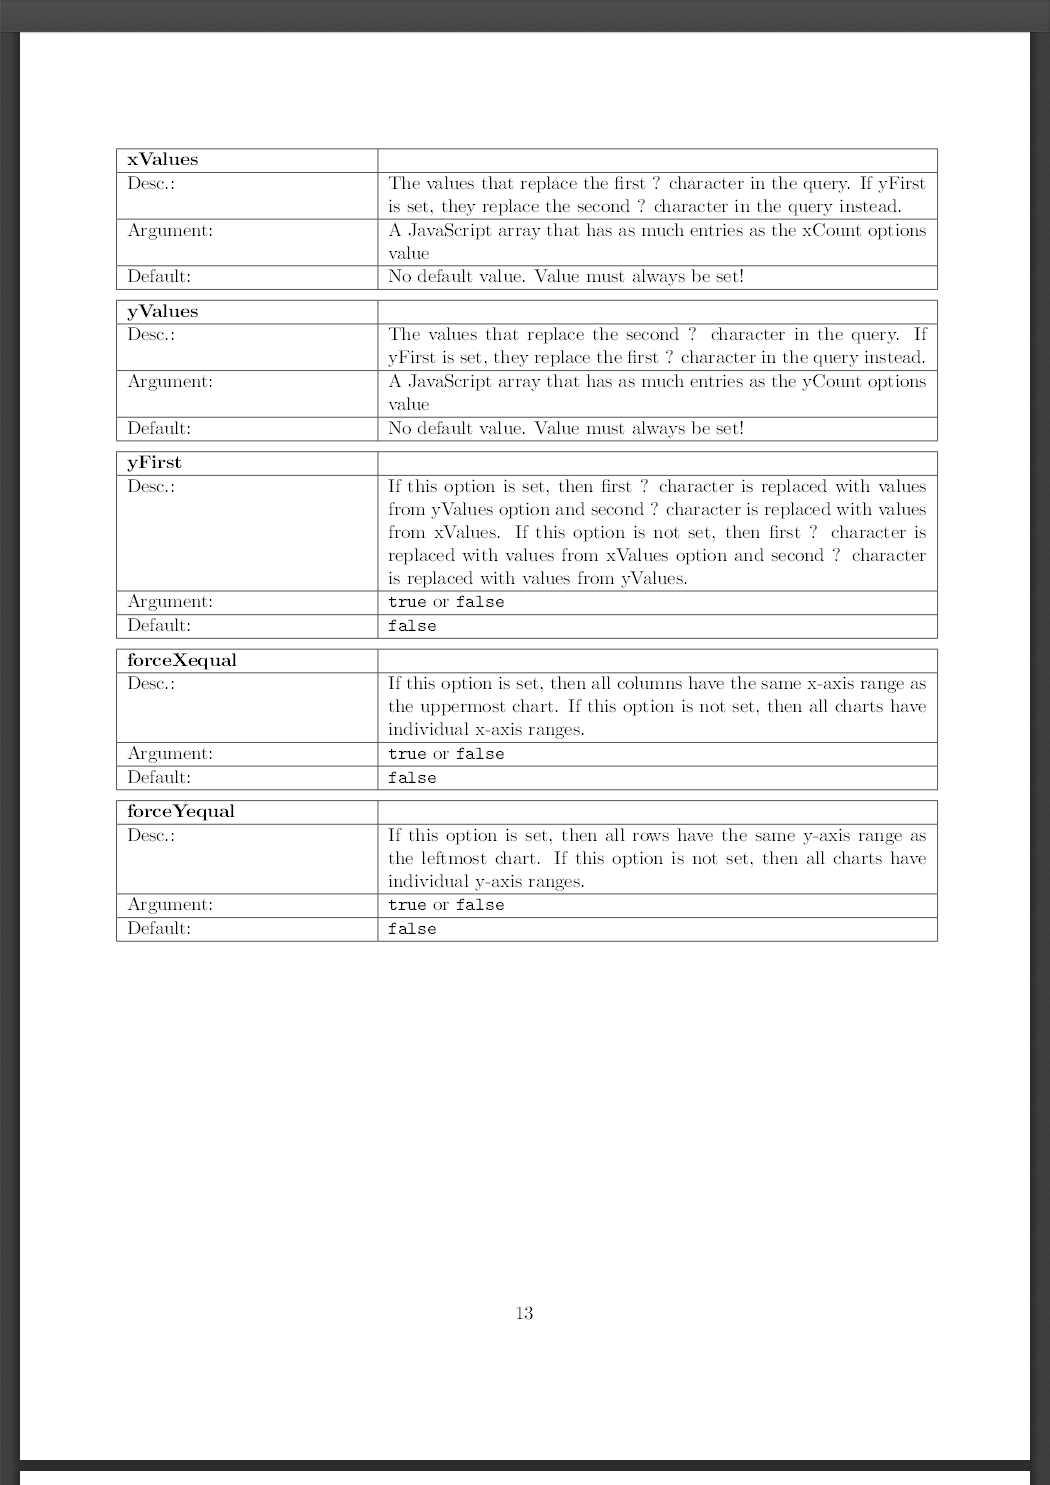 xValues
Desc.: The values that replace the first ? character in the query. If yFirst
is set, they replace the second ? character in the query instead.
Argument: A JavaScript array that has as much entries as the xCount options
value
Default: No default value. Value must always be set!
yValues
Desc.: The values that replace the second ? character in the query. If
yFirst is set, they replace the first ? character in the query instead.
Argument: A JavaScript array that has as much entries as the yCount options
value
Default: No default value. Value must always be set!
yFirst
Desc.: If this option is set, then first ? character is replaced with values
from yValues option and second ? character is replaced with values
from xValues. If this option is not set, then first ? character is
replaced with values from xValues option and second ? character
is replaced with values from yValues.
Argument: true or false
Default: false
forceXequal
Desc.: If this option is set, then all columns have the same x-axis range as
the uppermost chart. If this option is not set, then all charts have
individual x-axis ranges.
Argument: true or false
Default: false
forceYequal
Desc.: If this option is set, then all rows have the same y-axis range as
the leftmost chart. If this option is not set, then all charts have
individual y-axis ranges.
Argument: true or false
Default: false
13